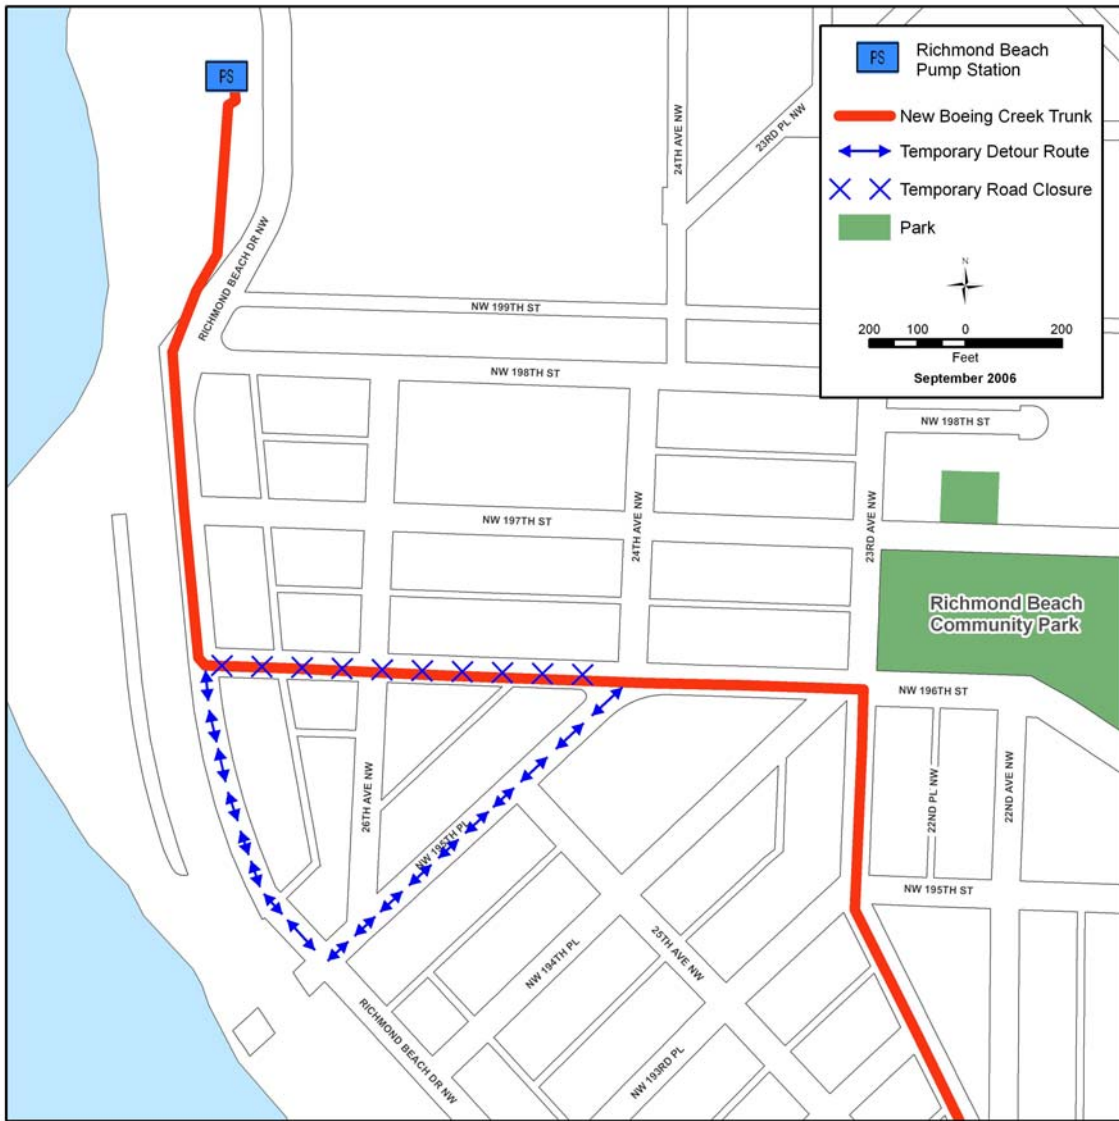 PS
PS
Richmond Beach
Pump Station
New Boeing Creek Trunk
Temporary Detour Route
Temporary Road Closure
Park
N
200 100 0 200
Feet
September 2006
24TH AVE NW
23RD PL NW
RICHMOND BEACH DR NW
NW 199TH ST
NW 198TH ST
NW 198TH ST
NW 197TH ST
24TH AVE NW
23RD AVE NW
Richmond Beach
Community Park
NW 196TH ST
26TH AVE NW
NW 195TH PL
22ND PL NW
22ND AVE NW
NW 195TH ST
25TH AVE NW
NW 194TH PL
RICHMOND BEACH DR NW
NW 193RD PL